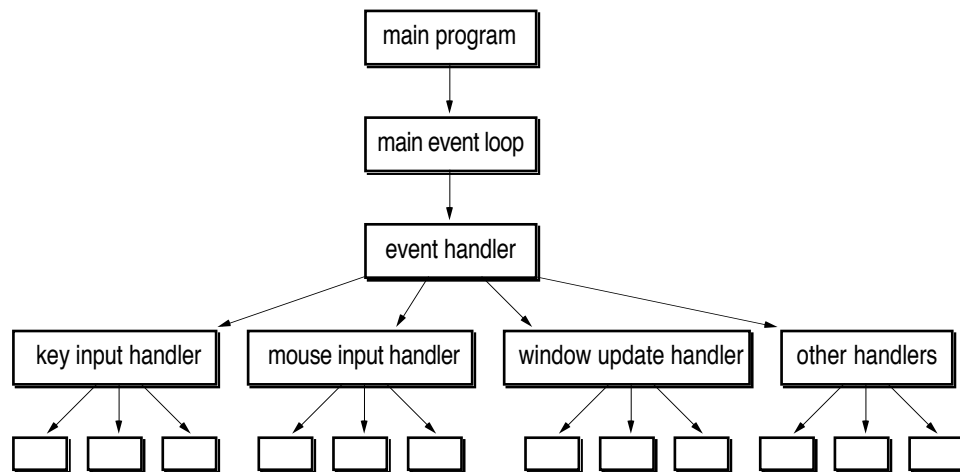 main program
main event loop
event handler
key input handler
mouse input handler
window update handler
other handlers